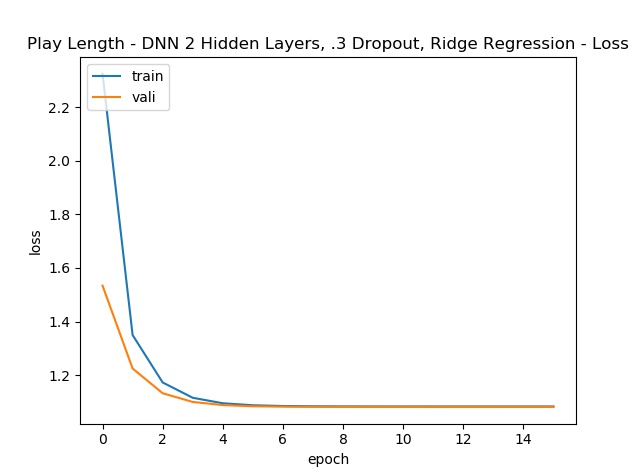 Play Length - DNN 2 Hidden Layers, .3 Dropout, Ridge Regression - Loss
train
vali
2.2
2.0
1.8
1.6
1.4
1.2
loss
0 2 4 6 8 10 12 14
epoch